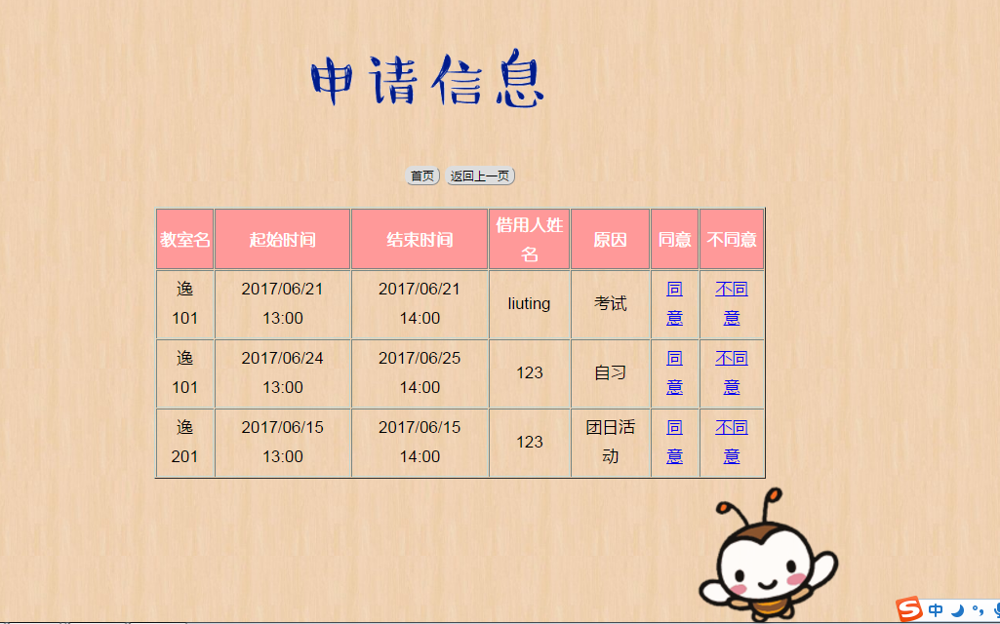 申请信息
首页 返回上一页
教室名 起始时间 结束时间 借用人姓名 原因 同意 不同意
逸101 2017/06/21 13:00 2017/06/21 14:00 liuting 考试 同意 不同意
逸101 2017/06/24 13:00 2017/06/25 14:00 123 自习 同意 不同意
逸201 2017/06/15 13:00 2017/06/15 14:00 123 团日活动 同意 不同意
S 中